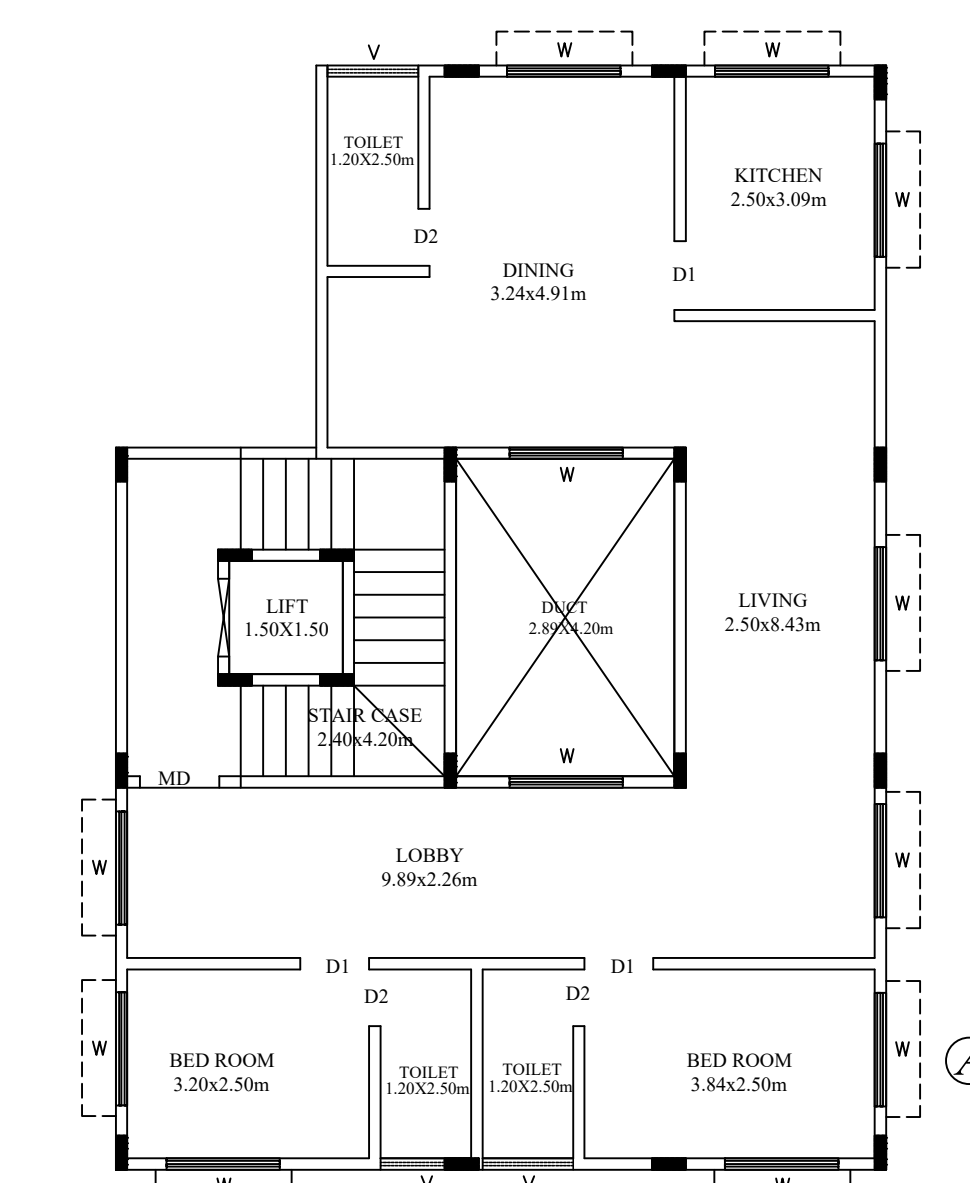 V
W
W
TOILET
1.20X2.50m
KITCHEN
2.50x3.09m
W
D2
DINING
3.24x4.91m
D1
W
LIFT
1.50X1.50
DUCT
2.89X4.20m
LIVING
2.50x8.43m
W
STAIR CASE
2.40x4.20m
W
MD
LOBBY
9.89x2.26m
W
W
D1
D1
D2
D2
W
BED ROOM
3.20x2.50m
TOILET
1.20X2.50m
TOILET
1.20X2.50m
BED ROOM
3.84x2.50m
W
A
W
V
V
W